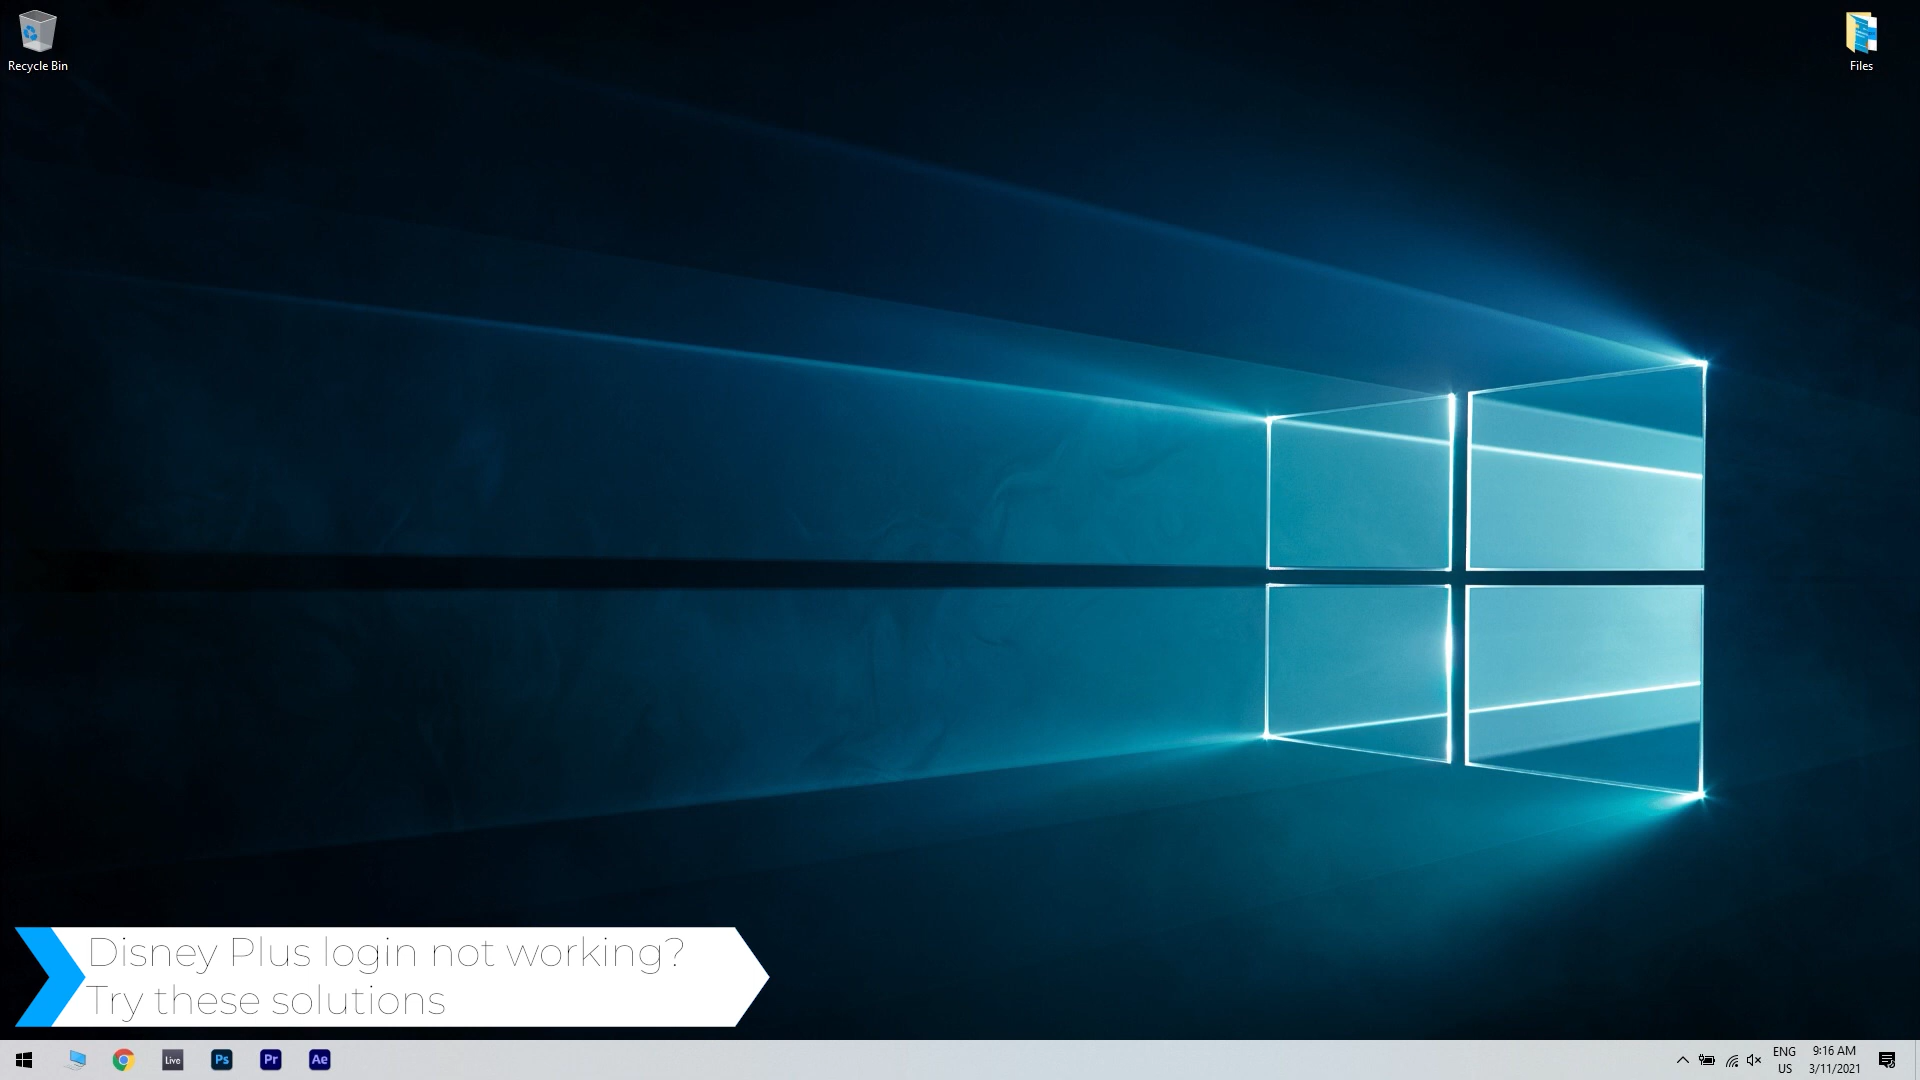 Recycle Bin
Files
Disney Plus login not working?
Try these solutions
Live
Ps
Pr
Ae
ENG
US
9:16 AM
3/11/2021